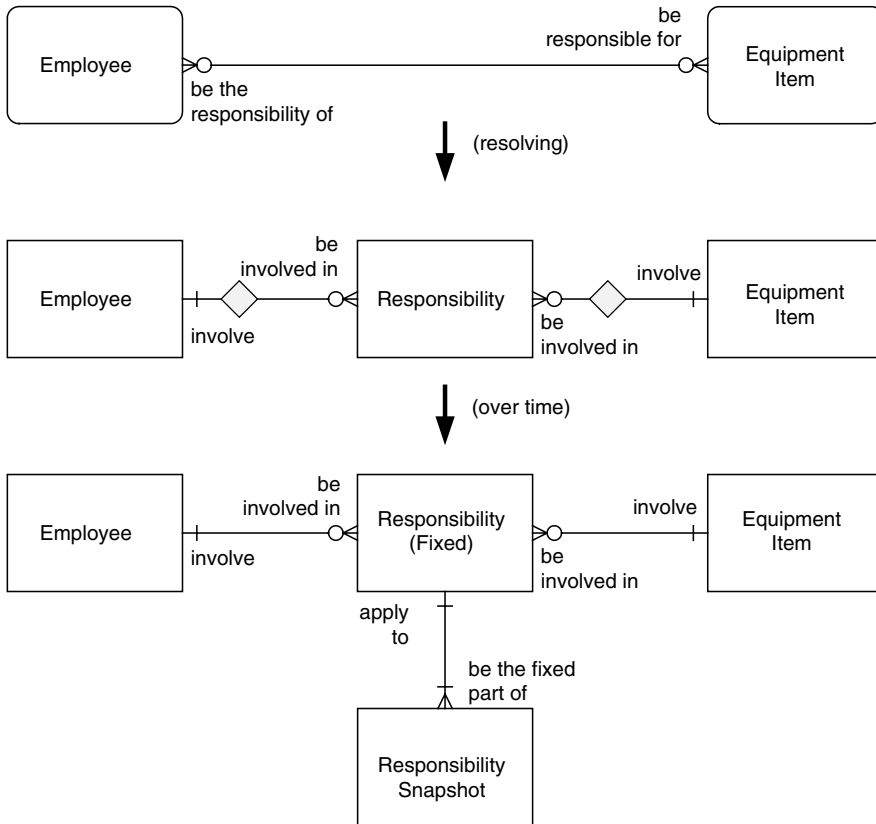 be
responsible for
Employee
Equipment
Item
be the
responsibility of
(resolving)
be
involved in
involve
Employee
Responsibility
Equipment
Item
involve
be
involved in
(over time)
be
involved in
involve
Employee
Responsibility
(Fixed)
Equipment
Item
involve
be
involved in
apply
to
be the fixed
part of
Responsibility
Snapshot